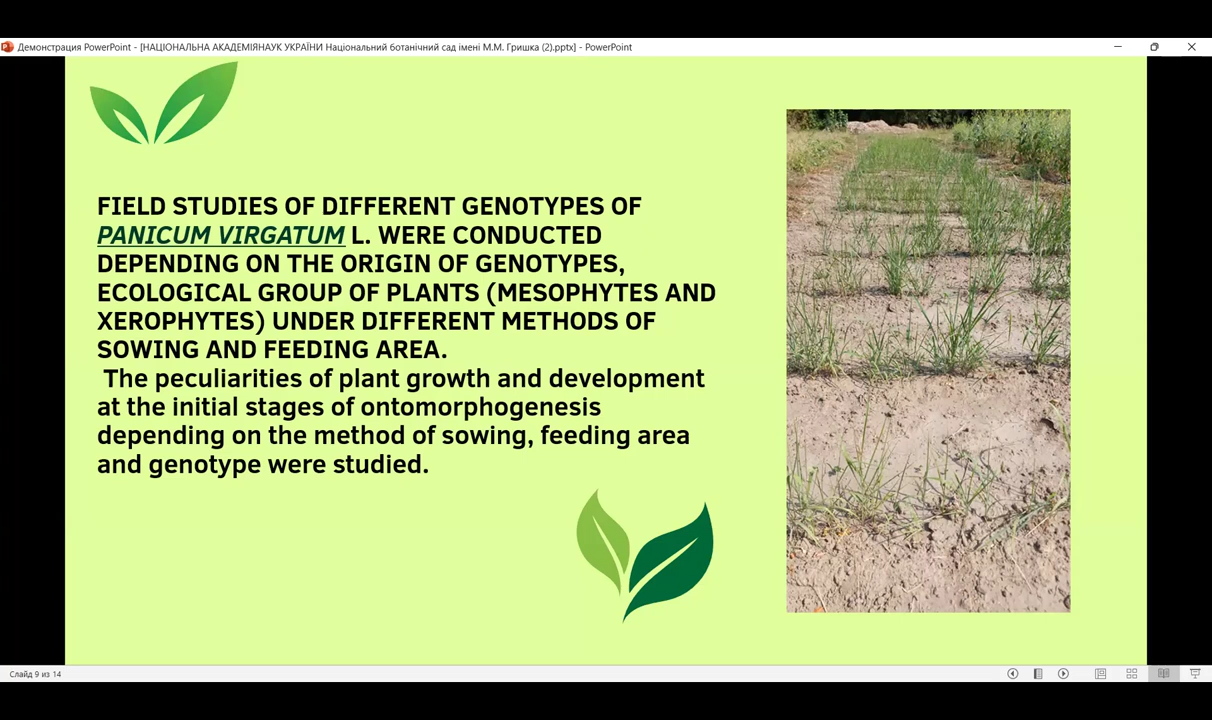 Демонстрация PowerPoint - [НАЦІОНАЛЬНА АКАДЕМІЯНАУК УКРАЇНИ Національний ботанічний сад імені М.М. Гришка (2).pptx] - PowerPoint
FIELD STUDIES OF DIFFERENT GENOTYPES OF
PANICUM VIRGATUM L. WERE CONDUCTED
DEPENDING ON THE ORIGIN OF GENOTYPES,
ECOLOGICAL GROUP OF PLANTS (MESOPHYTES AND
XEROPHYTES) UNDER DIFFERENT METHODS OF
SOWING AND FEEDING AREA.
The peculiarities of plant growth and development
at the initial stages of ontomorphogenesis
depending on the method of sowing, feeding area
and genotype were studied.
Слайд 9 из 14